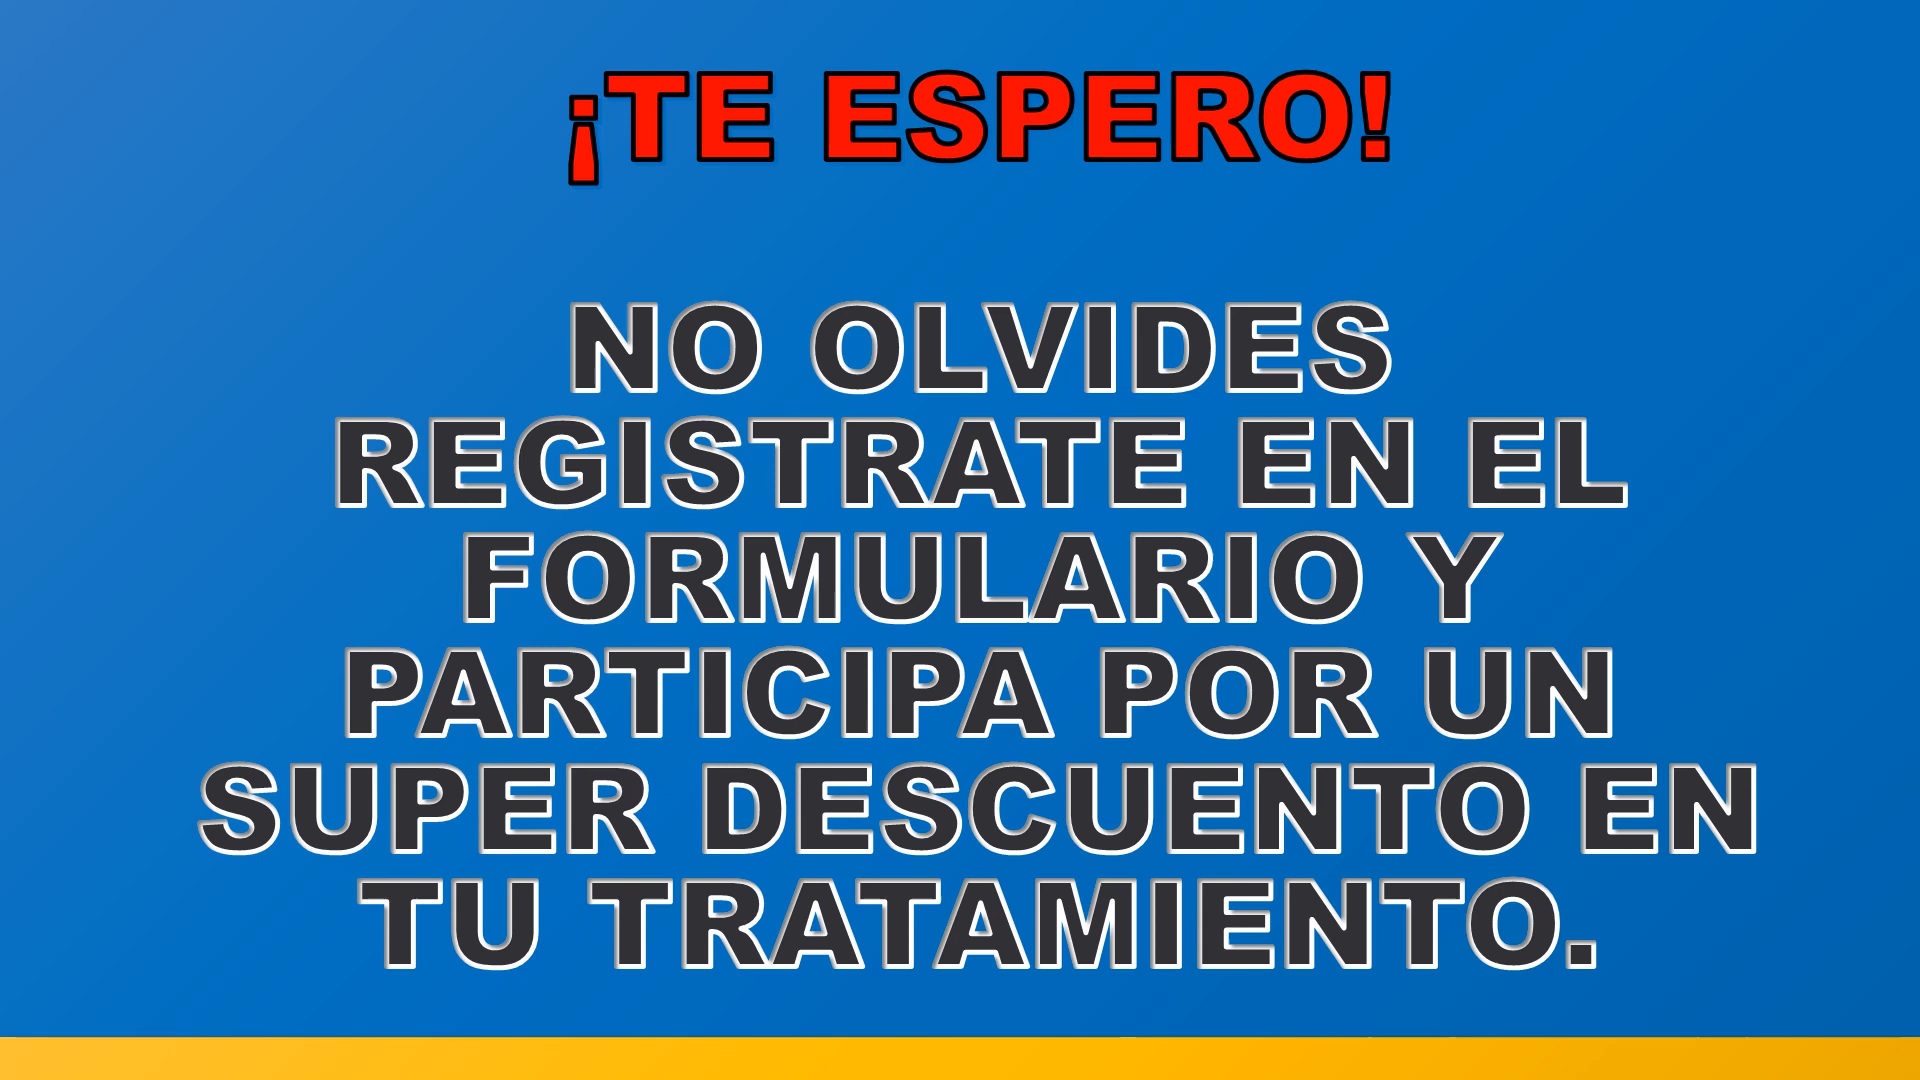 ¡TE ESPERO!
NO OLVIDES
REGISTRATE EN EL
FORMULARIO Y
PARTICIPA POR UN
SUPER DESCUENTO EN
TU TRATAMIENTO.